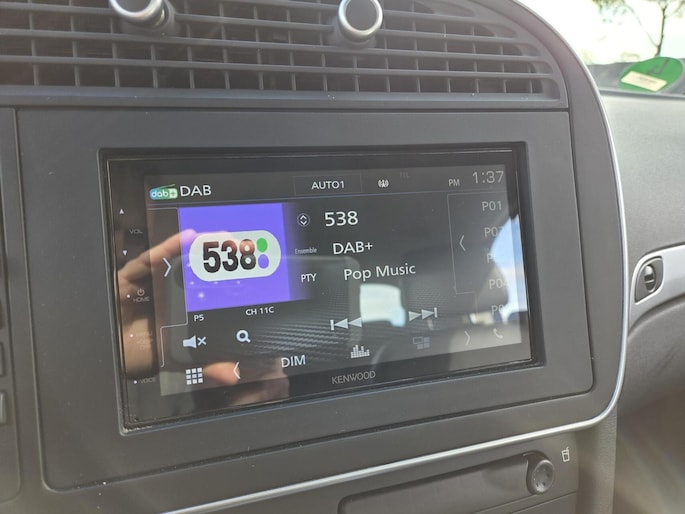 dab+ DAB
AUTO1
PM 1:37
VOL
HOME
VOICE
538
538
Ensemble DAB+
PTY Pop Music
P5 CH 11C
P01
DIM
KENWOOD